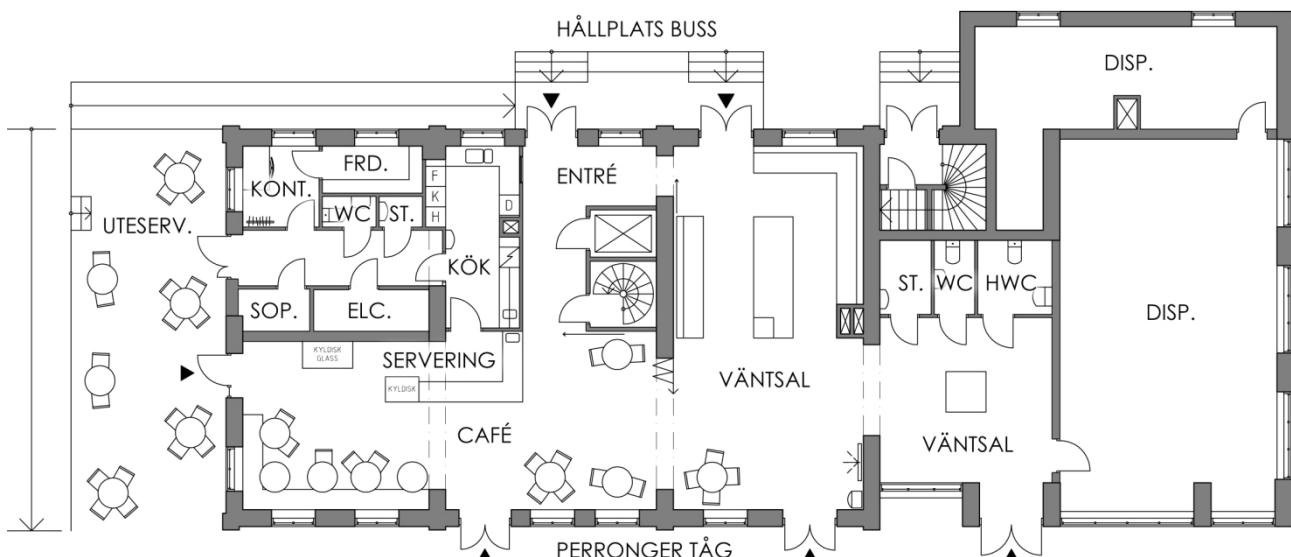 HÅLLPLATS BUSS
DISP.
FRD.
KONT.
ENTRÉ
F
K
H
D
WC
ST.
UTESERV.
KÖK
ST.
WC
HWC
SOP.
ELC.
DISP.
KYLDISK
GLASS
SERVERING
KYLDISK
VÄNTSAL
CAFÉ
VÄNTSAL
PERRONGER TÅG